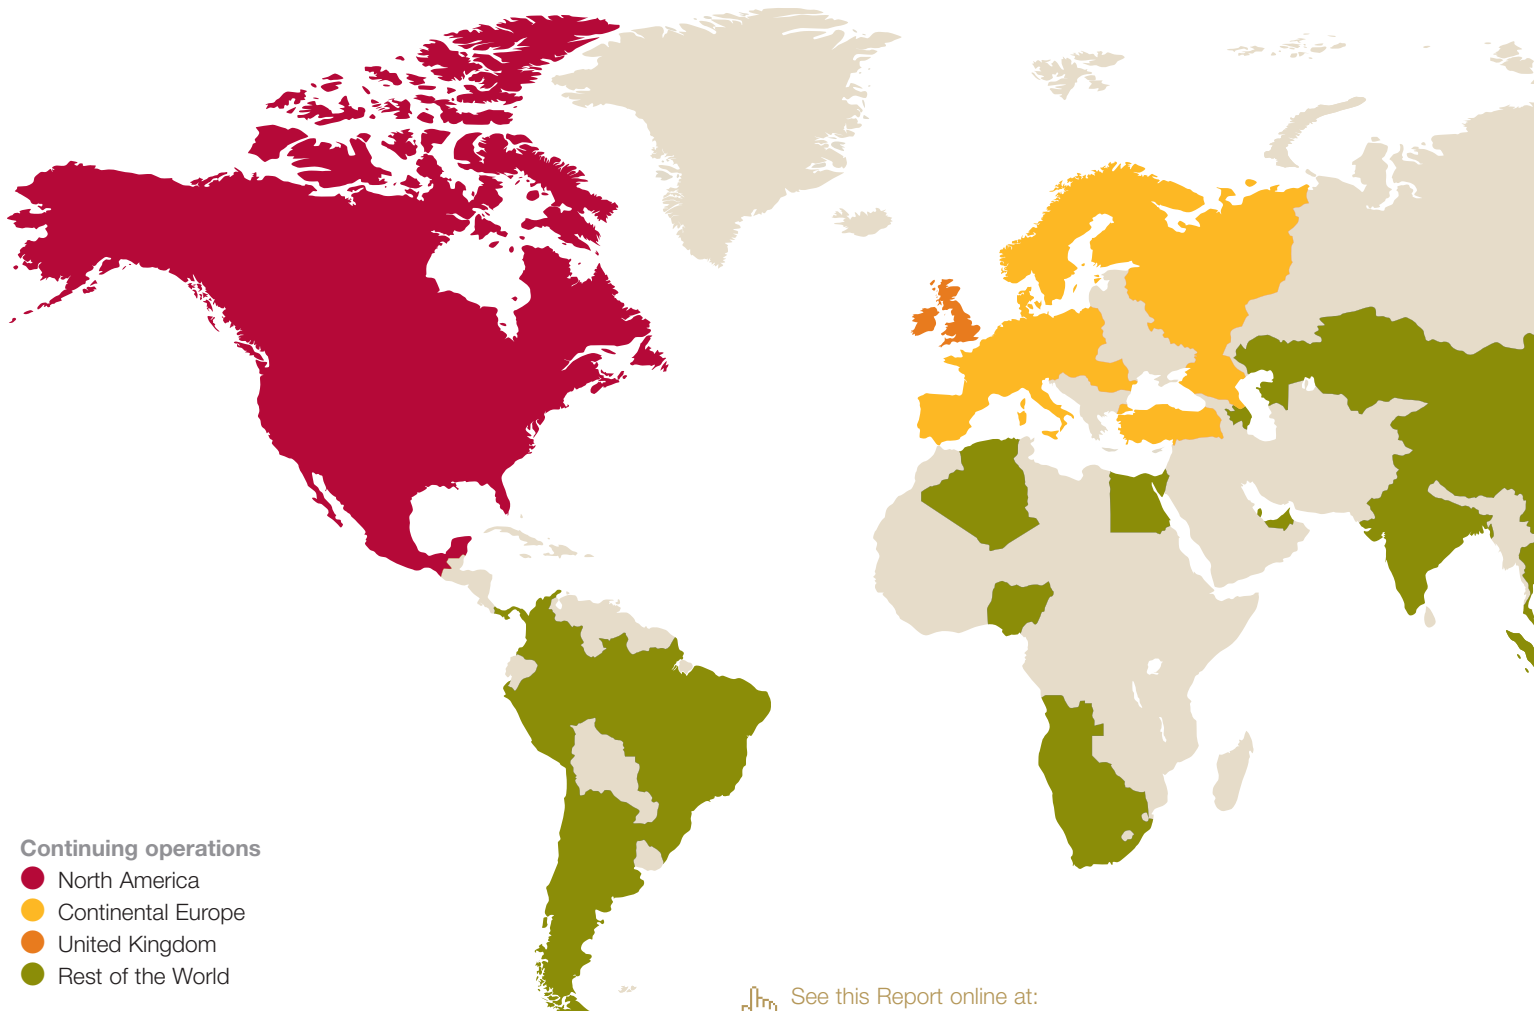 Continuing operations
North America
Continental Europe
United Kingdom
Rest of the World
See this Report online at: